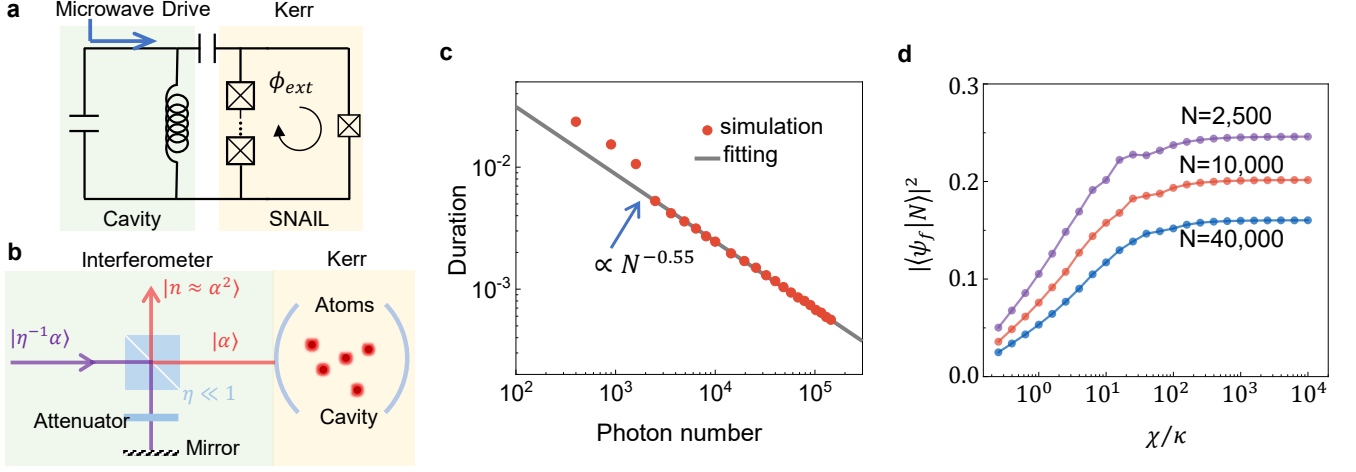 a
Microwave Drive
Kerr
ϕ_ext
Cavity
SNAIL
b
Interferometer
Kerr
|n ≈ α²⟩
Atoms
|η⁻¹α⟩
|α⟩
η ≪ 1
Attenuator
Cavity
Mirror
c
Duration
10⁻²
10⁻³
simulation
fitting
∝ N^−0.55
10² 10³ 10⁴ 10⁵
Photon number
d
|⟨ψ_f|N⟩|²
0.3
0.2
0.1
0.0
N=2,500
N=10,000
N=40,000
10⁰ 10¹ 10² 10³ 10⁴
χ/κ